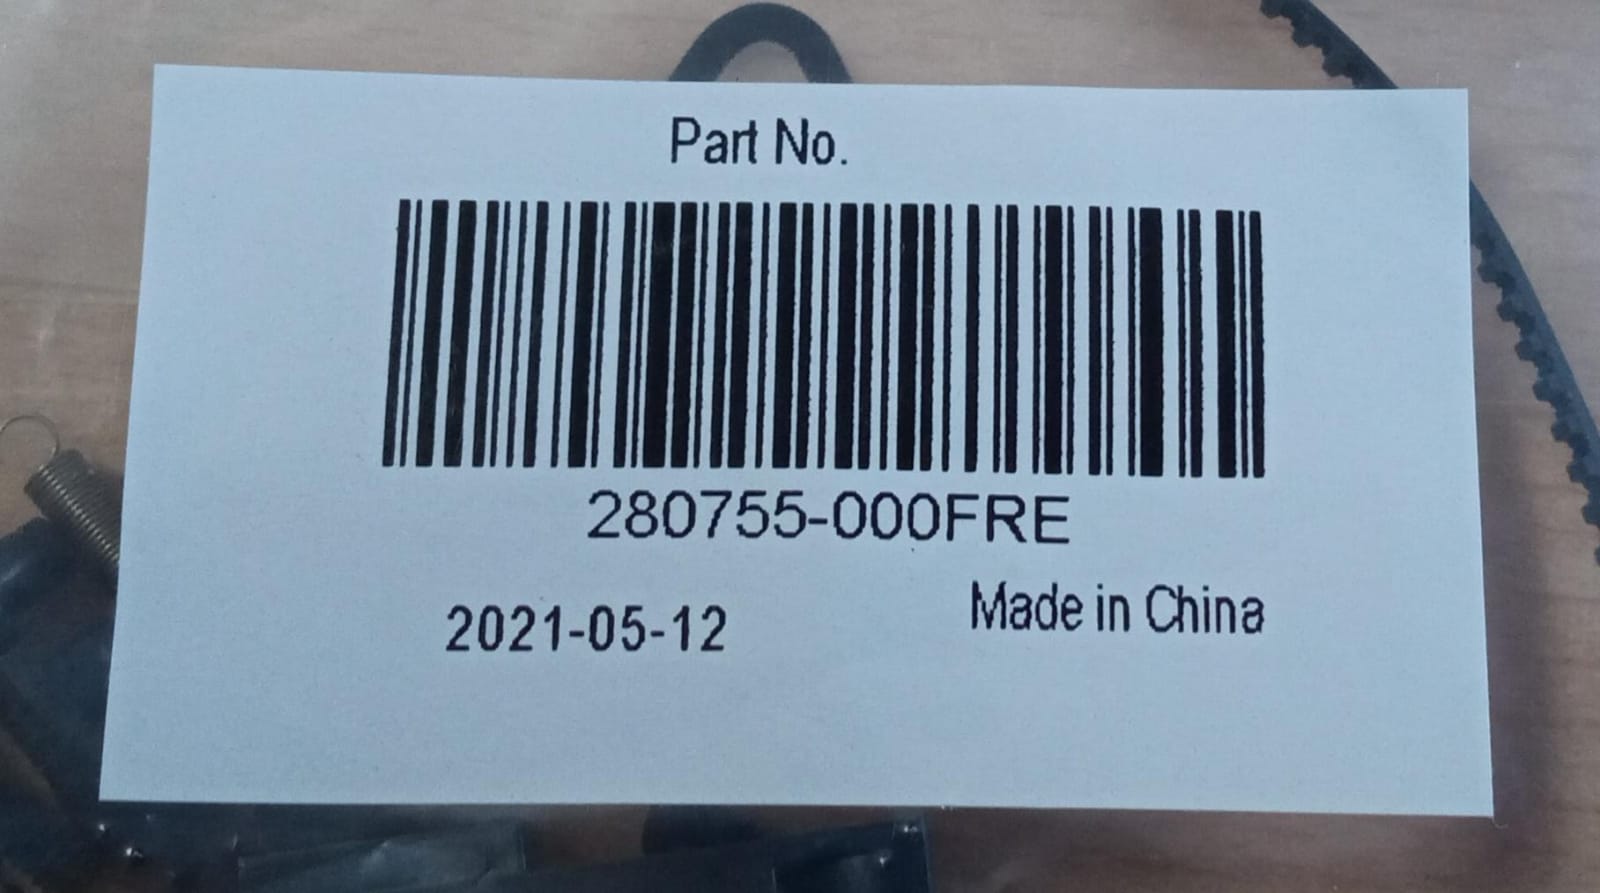 Part No.
280755-000FRE
2021-05-12
Made in China